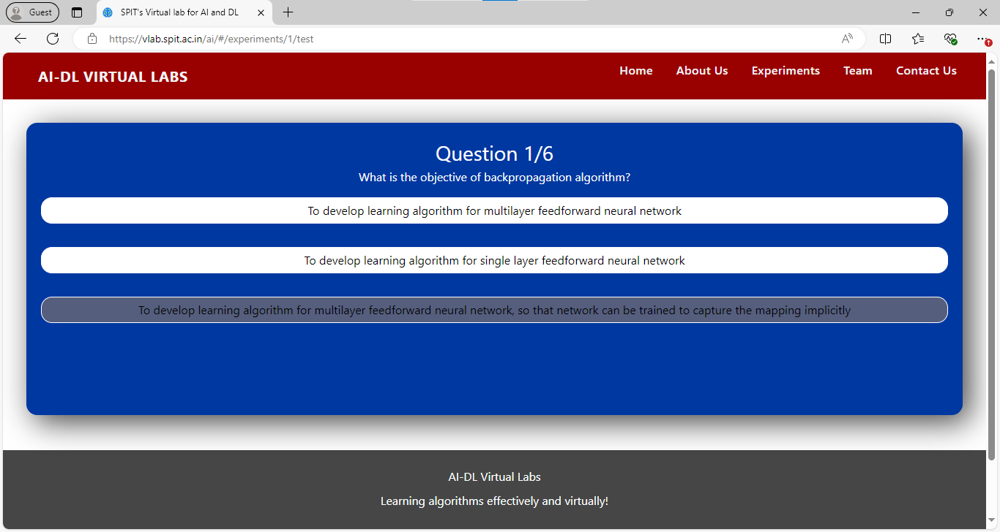 Guest
SPIT's Virtual lab for AI and DL
https://vlab.spit.ac.in/ai/#/experiments/1/test
AI-DL VIRTUAL LABS
Home About Us Experiments Team Contact Us
Question 1/6
What is the objective of backpropagation algorithm?
To develop learning algorithm for multilayer feedforward neural network
To develop learning algorithm for single layer feedforward neural network
To develop learning algorithm for multilayer feedforward neural network, so that network can be trained to capture the mapping implicitly
AI-DL Virtual Labs
Learning algorithms effectively and virtually!